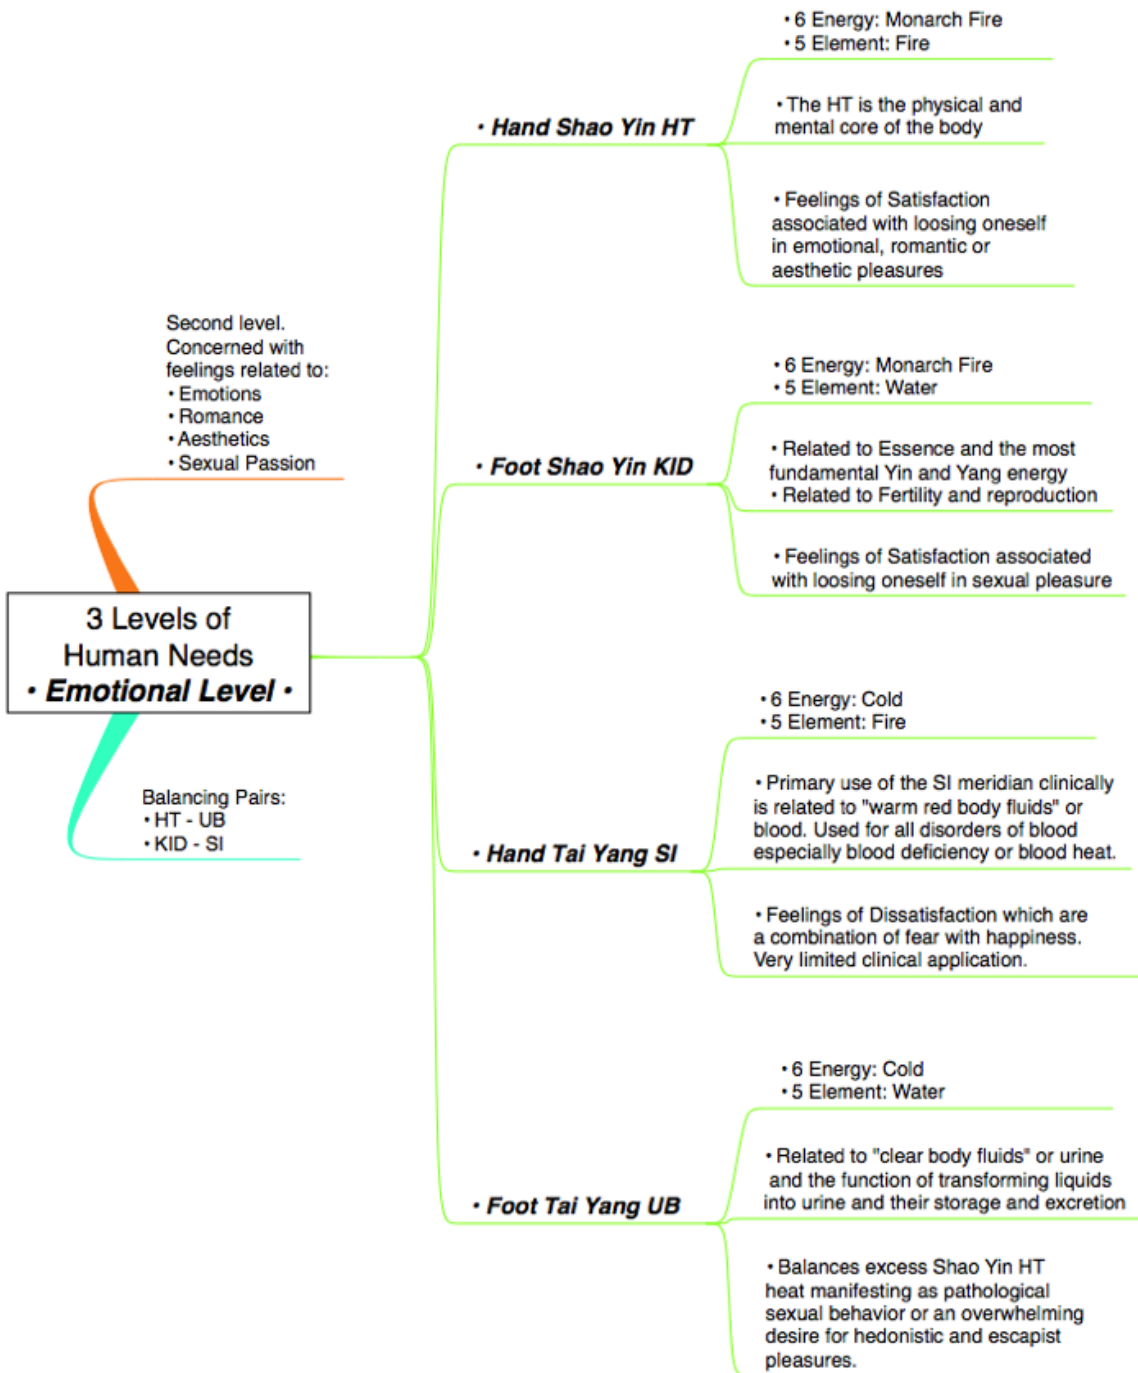 • 6 Energy: Monarch Fire
• 5 Element: Fire
• Hand Shao Yin HT
• The HT is the physical and
mental core of the body
• Feelings of Satisfaction
associated with loosing oneself
in emotional, romantic or
aesthetic pleasures
Second level.
Concerned with
feelings related to:
• Emotions
• Romance
• Aesthetics
• Sexual Passion
• 6 Energy: Monarch Fire
• 5 Element: Water
• Foot Shao Yin KID
• Related to Essence and the most
fundamental Yin and Yang energy
• Related to Fertility and reproduction
• Feelings of Satisfaction associated
with loosing oneself in sexual pleasure
3 Levels of
Human Needs
• Emotional Level •
Balancing Pairs:
• HT - UB
• KID - SI
• 6 Energy: Cold
• 5 Element: Fire
• Hand Tai Yang SI
• Primary use of the SI meridian clinically
is related to "warm red body fluids" or
blood. Used for all disorders of blood
especially blood deficiency or blood heat.
• Feelings of Dissatisfaction which are
a combination of fear with happiness.
Very limited clinical application.
• 6 Energy: Cold
• 5 Element: Water
• Foot Tai Yang UB
• Related to "clear body fluids" or urine
and the function of transforming liquids
into urine and their storage and excretion
• Balances excess Shao Yin HT
heat manifesting as pathological
sexual behavior or an overwhelming
desire for hedonistic and escapist
pleasures.